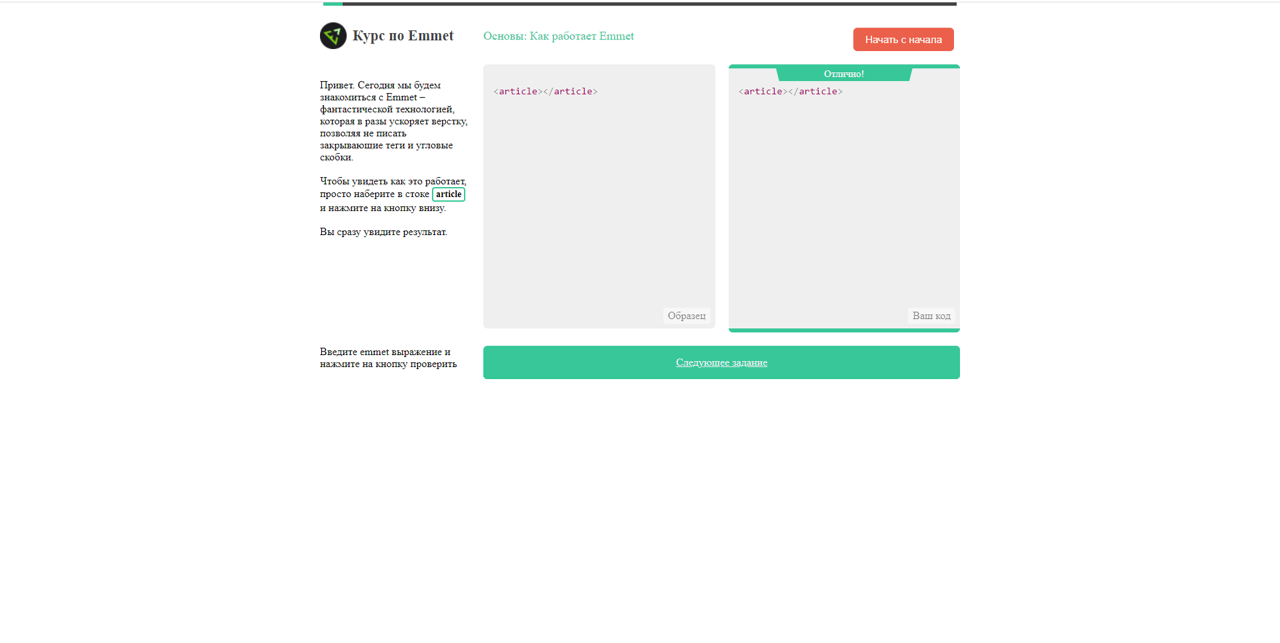 Курс по Emmet
Основы: Как работает Emmet
Начать с начала
Привет. Сегодня мы будем
знакомиться с Emmet –
фантастической технологией,
которая в разы ускоряет верстку,
позволяя не писать
закрывающие теги и угловые
скобки.
Чтобы увидеть как это работает,
просто наберите в стоке article
и нажмите на кнопку внизу.
Вы сразу увидите результат.
<article></article>
Образец
Отлично!
<article></article>
Ваш код
Введите emmet выражение и
нажмите на кнопку проверить
Следующее задание